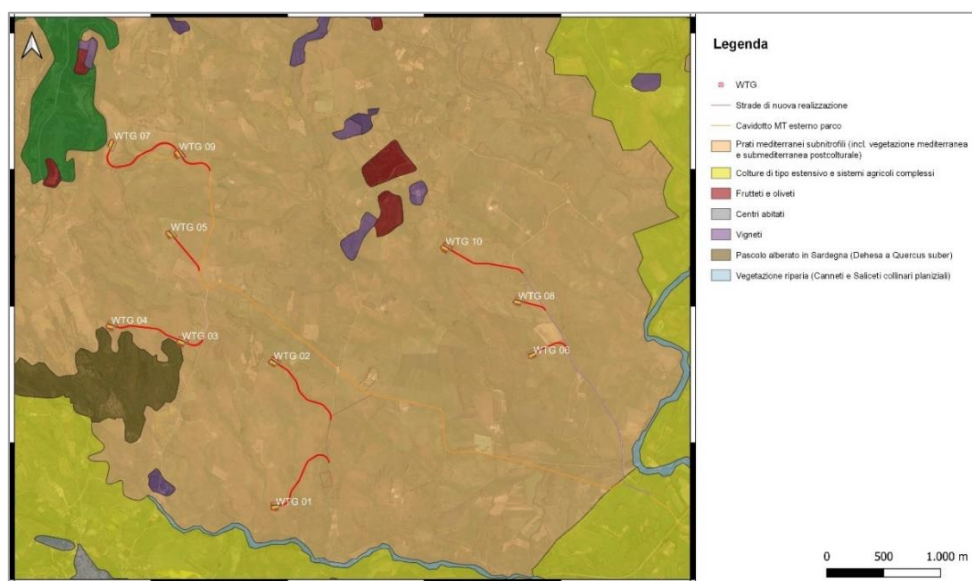 Legenda
WTG
Strade di nuova realizzazione
Cavidotto MT esterno parco
Prati mediterranei subnitrofili (incl. vegetazione mediterranea
e submediterranea postcolturale)
Colture di tipo estensivo e sistemi agricoli complessi
Frutteti e oliveti
Centri abitati
Vigneti
Pascolo alberato in Sardegna (Dehesa a Quercus suber)
Vegetazione riparia (Canneti e Saliceti collinari planiziali)
WTG 07
WTG 09
WTG 05
WTG 10
WTG 08
WTG 04
WTG 03
WTG 02
WTG 06
WTG 01
0 500 1.000 m